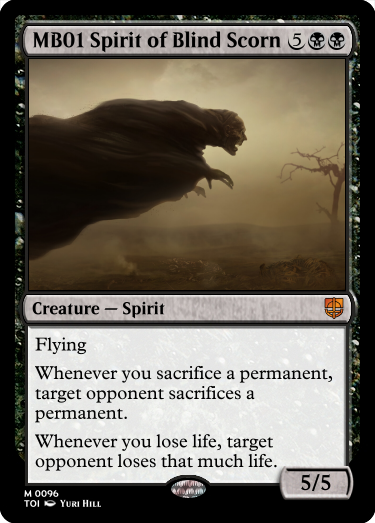 MB01 Spirit of Blind Scorn 5
Creature — Spirit
Flying
Whenever you sacrifice a permanent,
target opponent sacrifices a
permanent.
Whenever you lose life, target
opponent loses that much life.
5/5
M 0096
TOI Yuri Hill